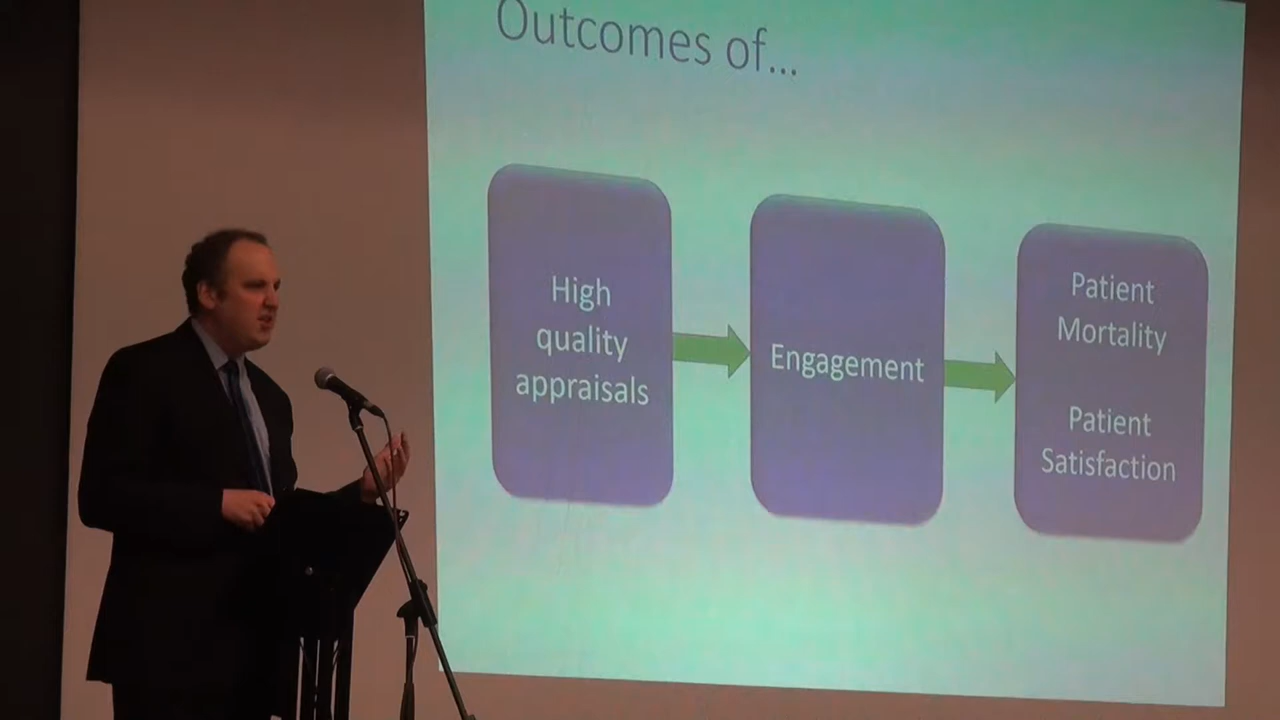 Outcomes of...
High
quality
appraisals
Engagement
Patient
Mortality
Patient
Satisfaction